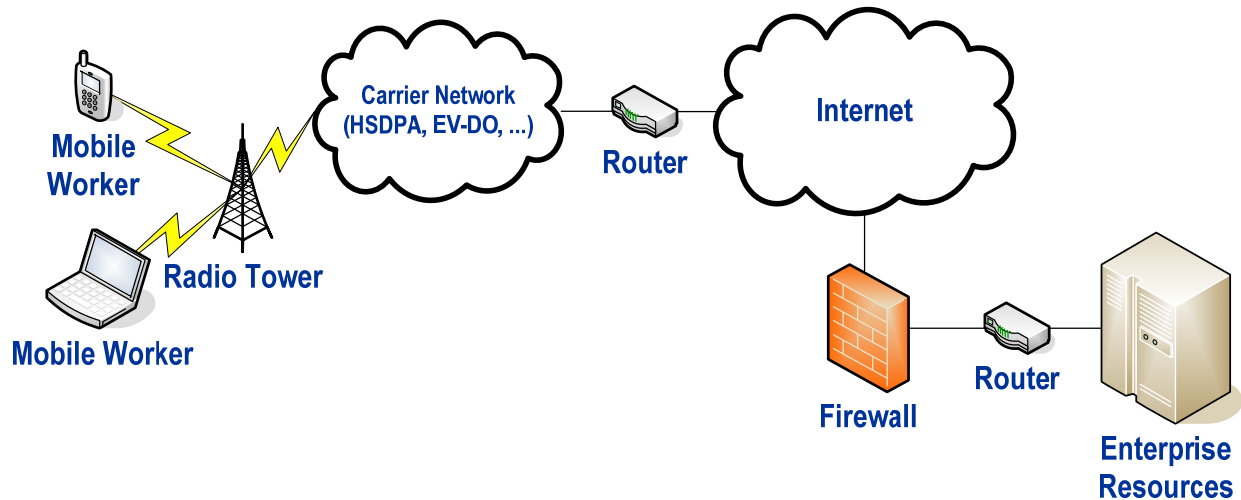 Mobile
Worker
Mobile Worker
Radio Tower
Carrier Network
(HSDPA, EV-DO, ...)
Router
Internet
Firewall
Router
Enterprise
Resources